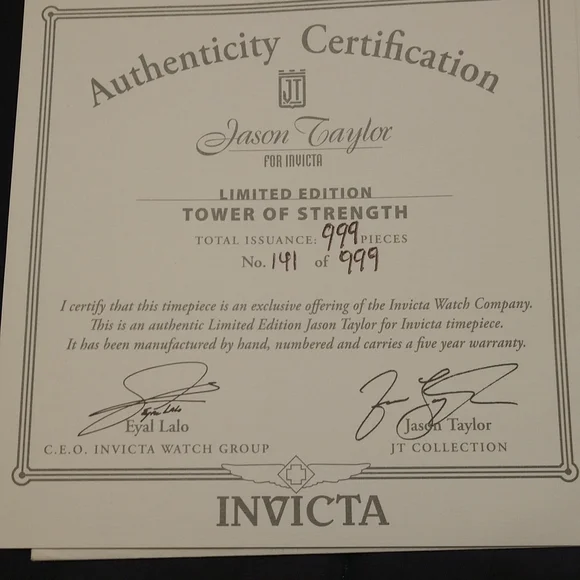 Authenticity Certification
JT
Jason Taylor
FOR INVICTA
LIMITED EDITION
TOWER OF STRENGTH
TOTAL ISSUANCE: 999 PIECES
No. 141 of 999
I certify that this timepiece is an exclusive offering of the Invicta Watch Company.
This is an authentic Limited Edition Jason Taylor for Invicta timepiece.
It has been manufactured by hand, numbered and carries a five year warranty.
Eyal Lalo
Eyal Lalo
Jason Taylor
C.E.O. INVICTA WATCH GROUP
JT COLLECTION
INVICTA